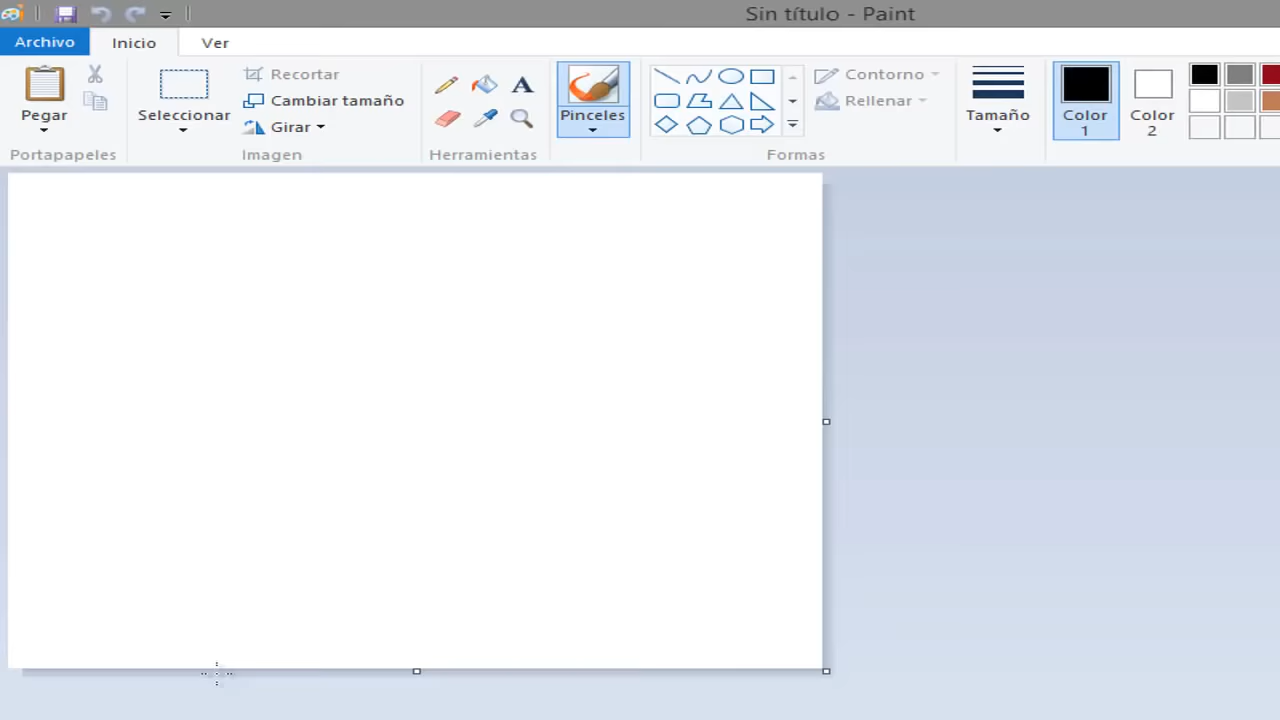 Sin título - Paint
Archivo Inicio Ver
Pegar
Portapapeles
Seleccionar
Recortar
Cambiar tamaño
Girar
Imagen
A
Herramientas
Pinceles
Contorno
Rellenar
Formas
Tamaño
Color
1
Color
2